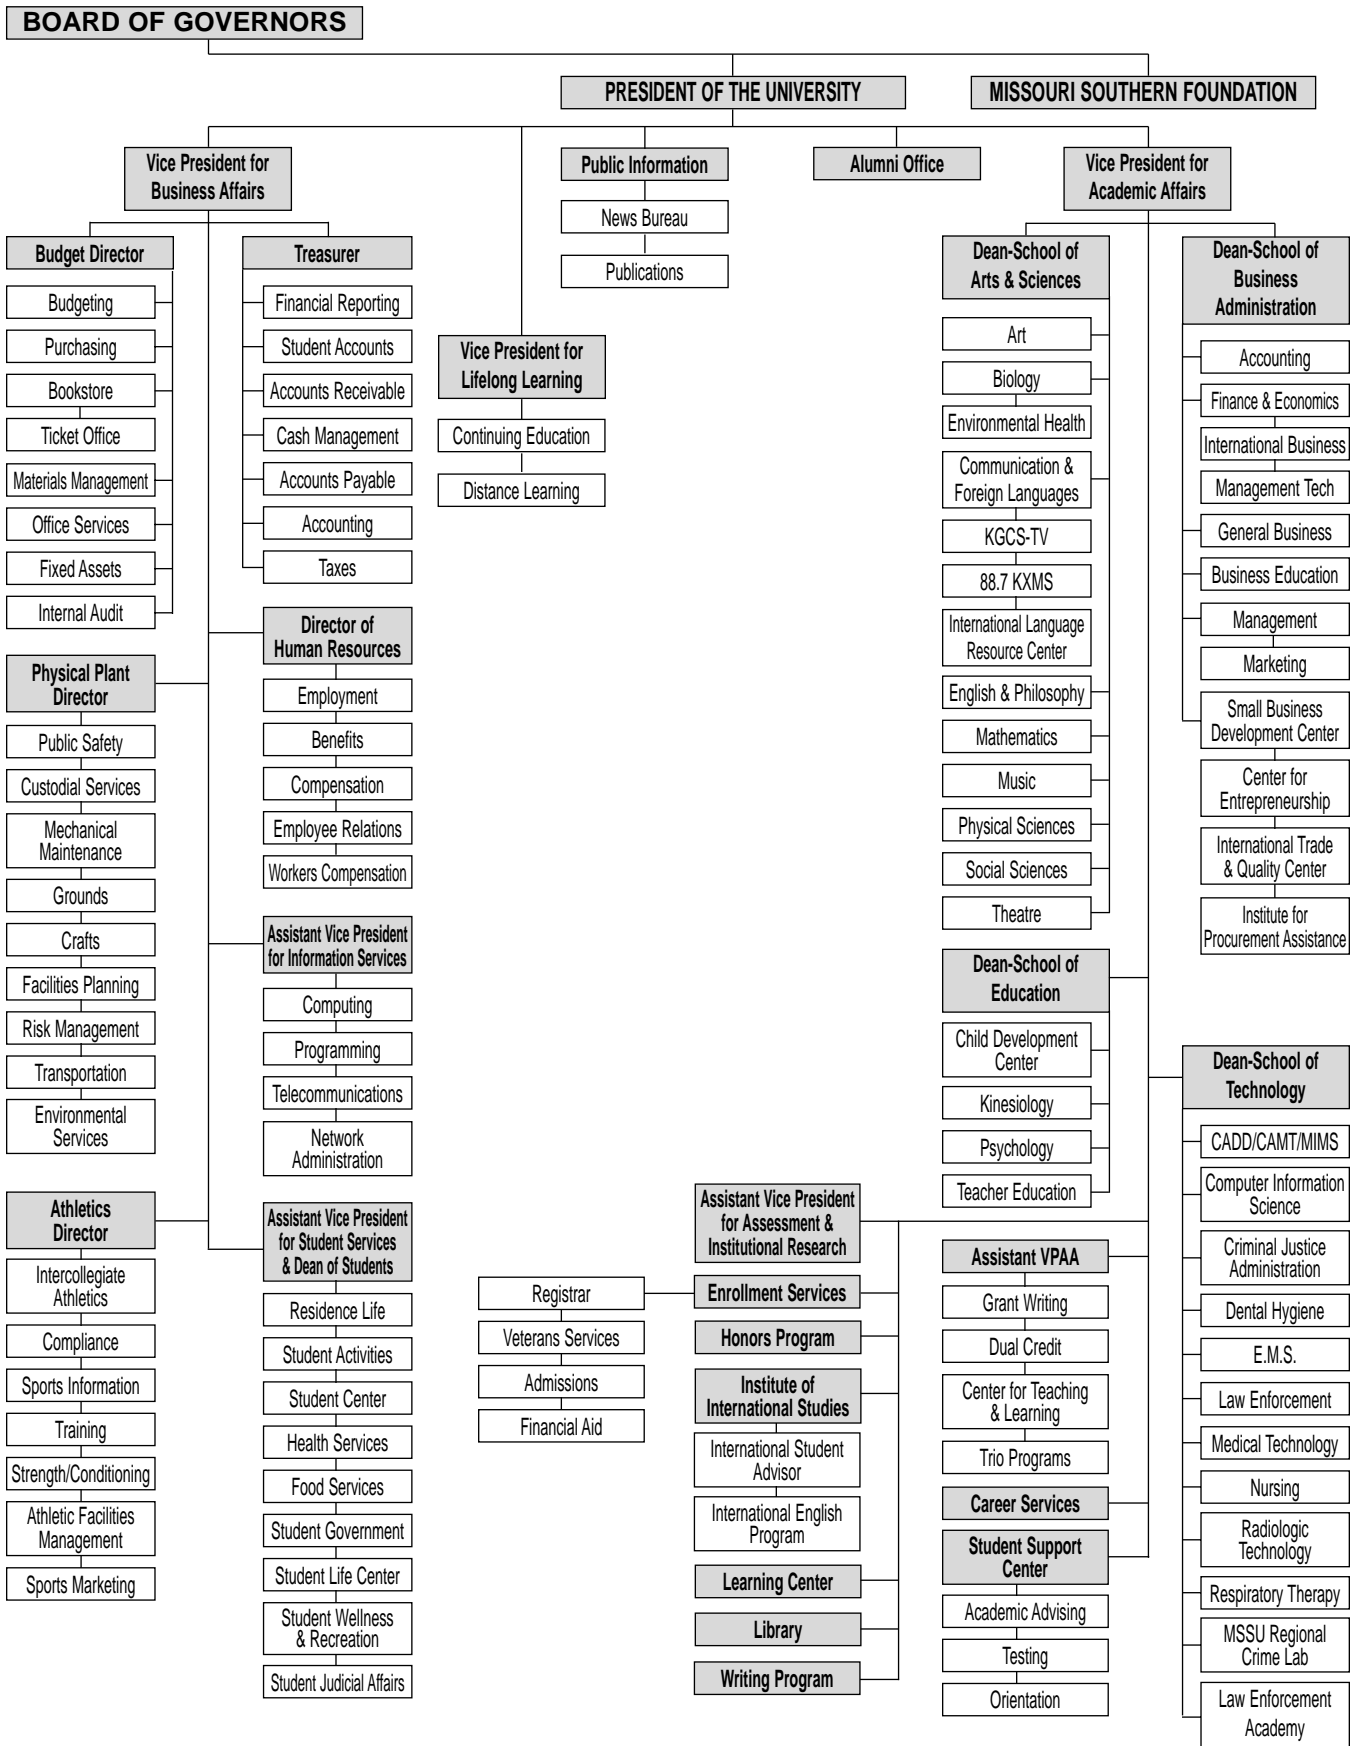 BOARD OF GOVERNORS
PRESIDENT OF THE UNIVERSITY
MISSOURI SOUTHERN FOUNDATION
Vice President for
Business Affairs
Public Information
News Bureau
Publications
Alumni Office
Vice President for
Academic Affairs
Budget Director
Budgeting
Purchasing
Bookstore
Ticket Office
Materials Management
Office Services
Fixed Assets
Internal Audit
Treasurer
Financial Reporting
Student Accounts
Accounts Receivable
Cash Management
Accounts Payable
Accounting
Taxes
Vice President for
Lifelong Learning
Continuing Education
Distance Learning
Director of
Human Resources
Employment
Benefits
Compensation
Employee Relations
Workers Compensation
Physical Plant
Director
Public Safety
Custodial Services
Mechanical
Maintenance
Grounds
Crafts
Facilities Planning
Risk Management
Transportation
Environmental
Services
Assistant Vice President
for Information Services
Computing
Programming
Telecommunications
Network
Administration
Athletics
Director
Intercollegiate
Athletics
Compliance
Sports Information
Training
Strength/Conditioning
Athletic Facilities
Management
Sports Marketing
Assistant Vice President
for Student Services
& Dean of Students
Residence Life
Student Activities
Student Center
Health Services
Food Services
Student Government
Student Life Center
Student Wellness
& Recreation
Student Judicial Affairs
Dean-School of
Arts & Sciences
Art
Biology
Environmental Health
Communication &
Foreign Languages
KGCS-TV
88.7 KXMS
International Language
Resource Center
English & Philosophy
Mathematics
Music
Physical Sciences
Social Sciences
Theatre
Dean-School of
Business
Administration
Accounting
Finance & Economics
International Business
Management Tech
General Business
Business Education
Management
Marketing
Small Business
Development Center
Center for
Entrepreneurship
International Trade
& Quality Center
Institute for
Procurement Assistance
Dean-School of
Education
Child Development
Center
Kinesiology
Psychology
Teacher Education
Dean-School of
Technology
CADD/CAMT/MIMS
Computer Information
Science
Criminal Justice
Administration
Dental Hygiene
E.M.S.
Law Enforcement
Medical Technology
Nursing
Radiologic
Technology
Respiratory Therapy
MSSU Regional
Crime Lab
Law Enforcement
Academy
Assistant Vice President
for Assessment &
Institutional Research
Enrollment Services
Registrar
Veterans Services
Admissions
Financial Aid
Honors Program
Institute of
International Studies
International Student
Advisor
International English
Program
Learning Center
Library
Writing Program
Assistant VPAA
Grant Writing
Dual Credit
Center for Teaching
& Learning
Trio Programs
Career Services
Student Support
Center
Academic Advising
Testing
Orientation